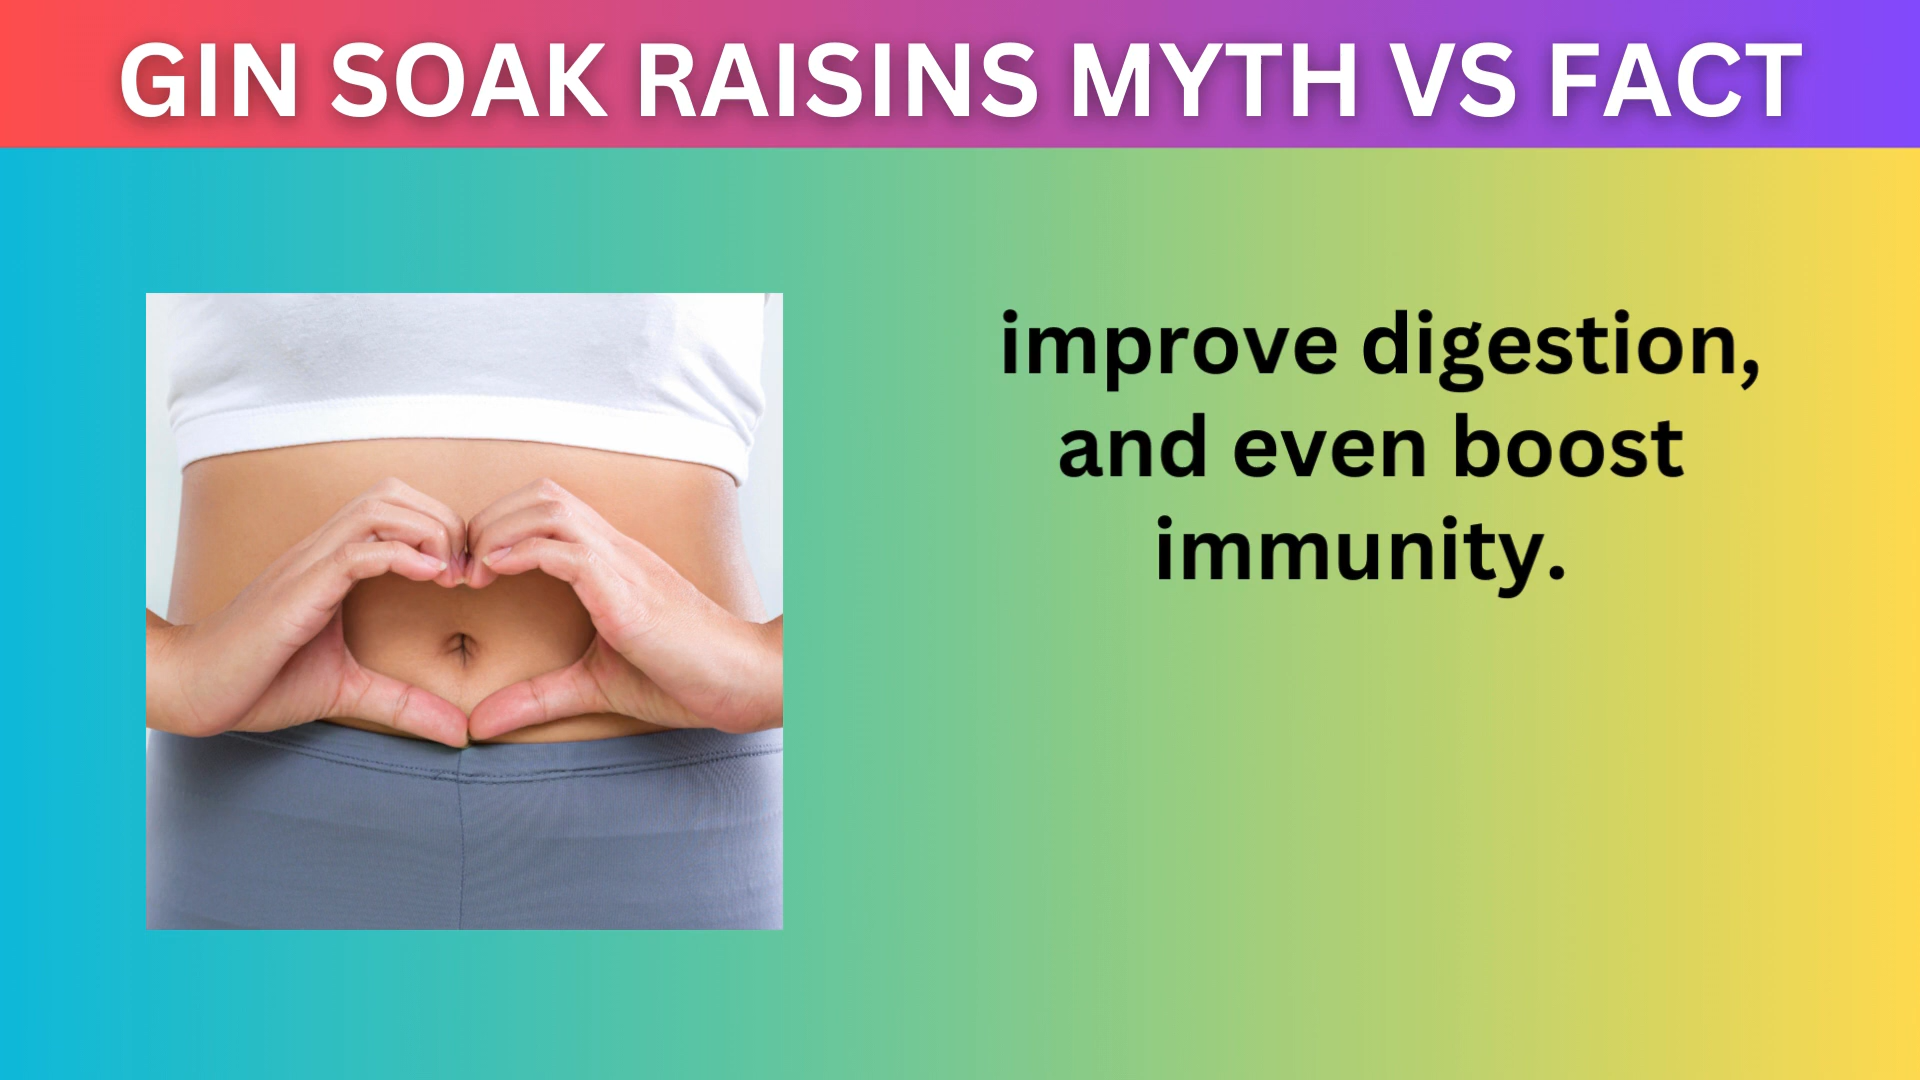 GIN SOAK RAISINS MYTH VS FACT
improve digestion,
and even boost
immunity.